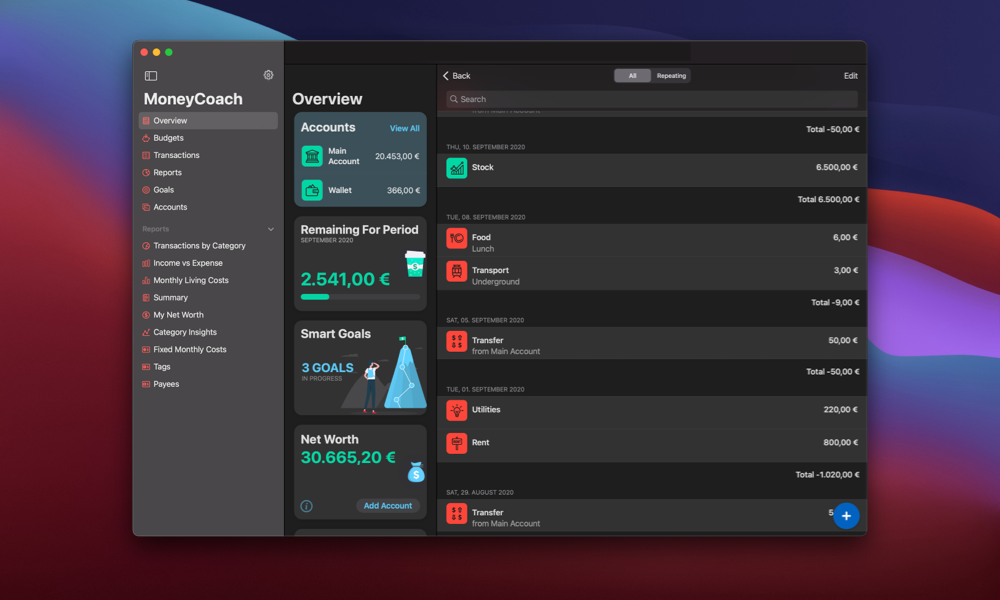 MoneyCoach
Overview
Budgets
Transactions
Reports
Goals
Accounts
Reports
Transactions by Category
Income vs Expense
Monthly Living Costs
Summary
My Net Worth
Category Insights
Fixed Monthly Costs
Tags
Payees
Overview
Accounts View All
Main
Account
20.453,00 €
Wallet 366,00 €
Remaining For Period
SEPTEMBER 2020
2.541,00 €
Smart Goals
3 GOALS
IN PROGRESS
Net Worth
30.665,20 €
Add Account
Back All Repeating Edit
Search
from Main Account
Total -50,00 €
THU, 10. SEPTEMBER 2020
Stock 6.500,00 €
Total 6.500,00 €
TUE, 08. SEPTEMBER 2020
Food 6,00 €
Lunch
Transport 3,00 €
Underground
Total -9,00 €
SAT, 05. SEPTEMBER 2020
Transfer 50,00 €
from Main Account
Total -50,00 €
TUE, 01. SEPTEMBER 2020
Utilities 220,00 €
Rent 800,00 €
Total -1.020,00 €
SAT, 29. AUGUST 2020
Transfer
from Main Account